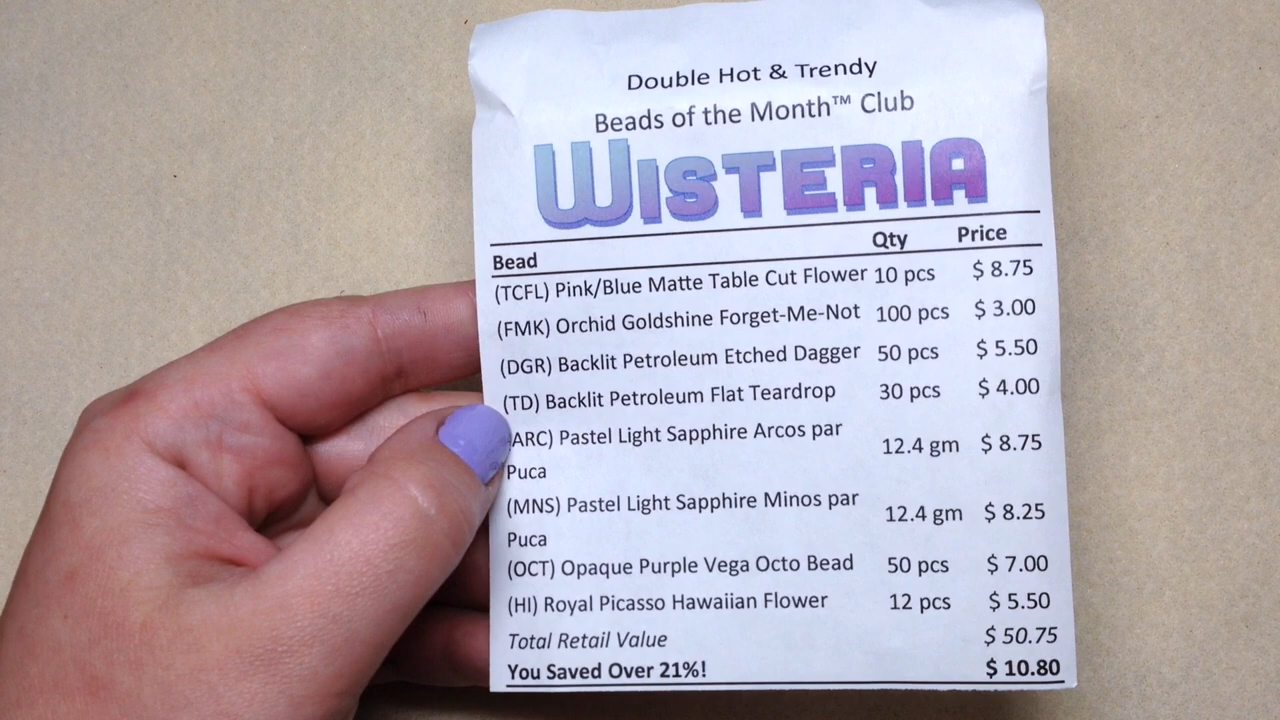 Double Hot & Trendy
Beads of the Month™ Club
WISTERIA
Bead Qty Price
(TCFL) Pink/Blue Matte Table Cut Flower 10 pcs $ 8.75
(FMK) Orchid Goldshine Forget-Me-Not 100 pcs $ 3.00
(DGR) Backlit Petroleum Etched Dagger 50 pcs $ 5.50
(TD) Backlit Petroleum Flat Teardrop 30 pcs $ 4.00
(ARC) Pastel Light Sapphire Arcos par 12.4 gm $ 8.75
Puca
(MNS) Pastel Light Sapphire Minos par 12.4 gm $ 8.25
Puca
(OCT) Opaque Purple Vega Octo Bead 50 pcs $ 7.00
(HI) Royal Picasso Hawaiian Flower 12 pcs $ 5.50
Total Retail Value $ 50.75
You Saved Over 21%! $ 10.80